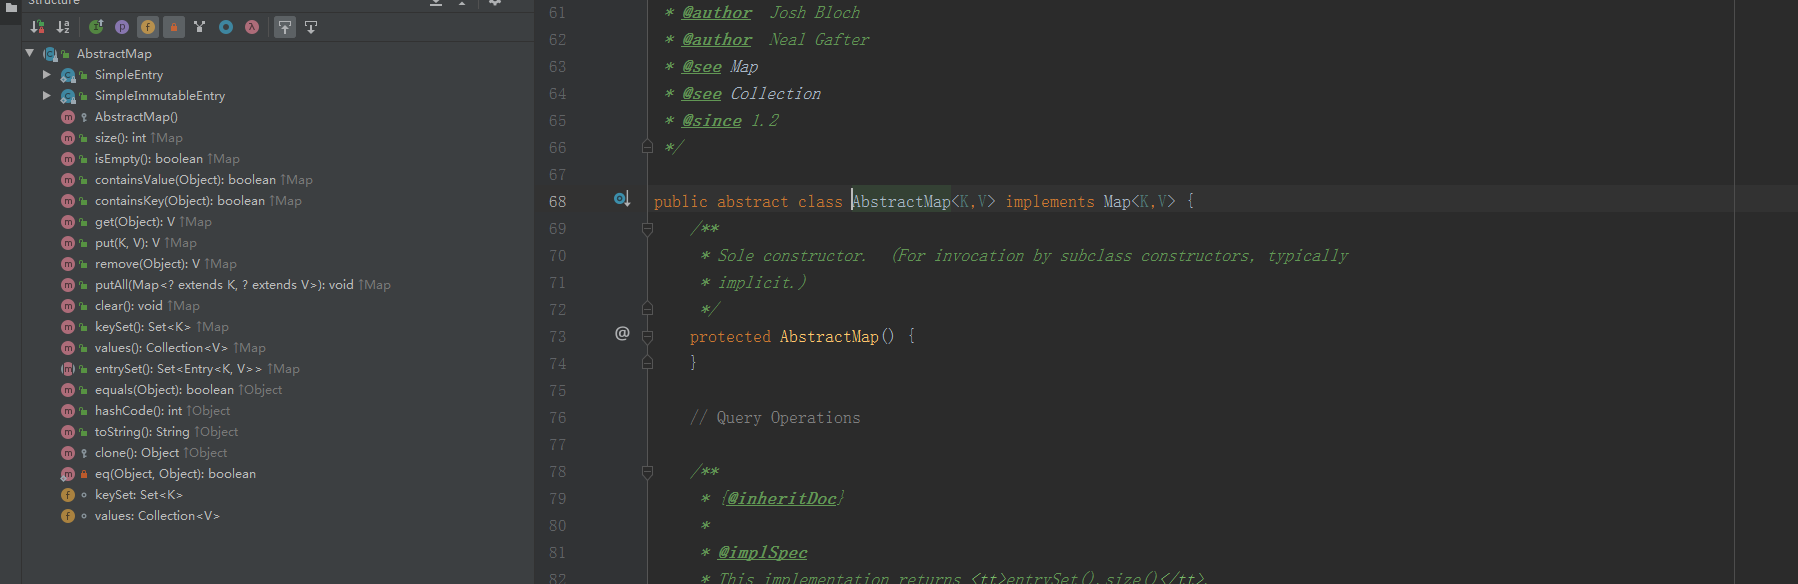 Structure
AbstractMap
SimpleEntry
SimpleImmutableEntry
AbstractMap()
size(): int ↑Map
isEmpty(): boolean ↑Map
containsValue(Object): boolean ↑Map
containsKey(Object): boolean ↑Map
get(Object): V ↑Map
put(K, V): V ↑Map
remove(Object): V ↑Map
putAll(Map<? extends K, ? extends V>): void ↑Map
clear(): void ↑Map
keySet(): Set<K> ↑Map
values(): Collection<V> ↑Map
entrySet(): Set<Entry<K, V>> ↑Map
equals(Object): boolean ↑Object
hashCode(): int ↑Object
toString(): String ↑Object
clone(): Object ↑Object
eq(Object, Object): boolean
keySet: Set<K>
values: Collection<V>
61 * @author Josh Bloch
62 * @author Neal Gafter
63 * @see Map
64 * @see Collection
65 * @since 1.2
66 */
67
68 public abstract class AbstractMap<K,V> implements Map<K,V> {
69 /**
70 * Sole constructor. (For invocation by subclass constructors, typically
71 * implicit.)
72 */
73 @ protected AbstractMap() {
74 }
75
76 // Query Operations
77
78 /**
79 * {@inheritDoc}
80 *
81 * @implSpec
82 * This implementation returns <tt>entrySet().size()</tt>.